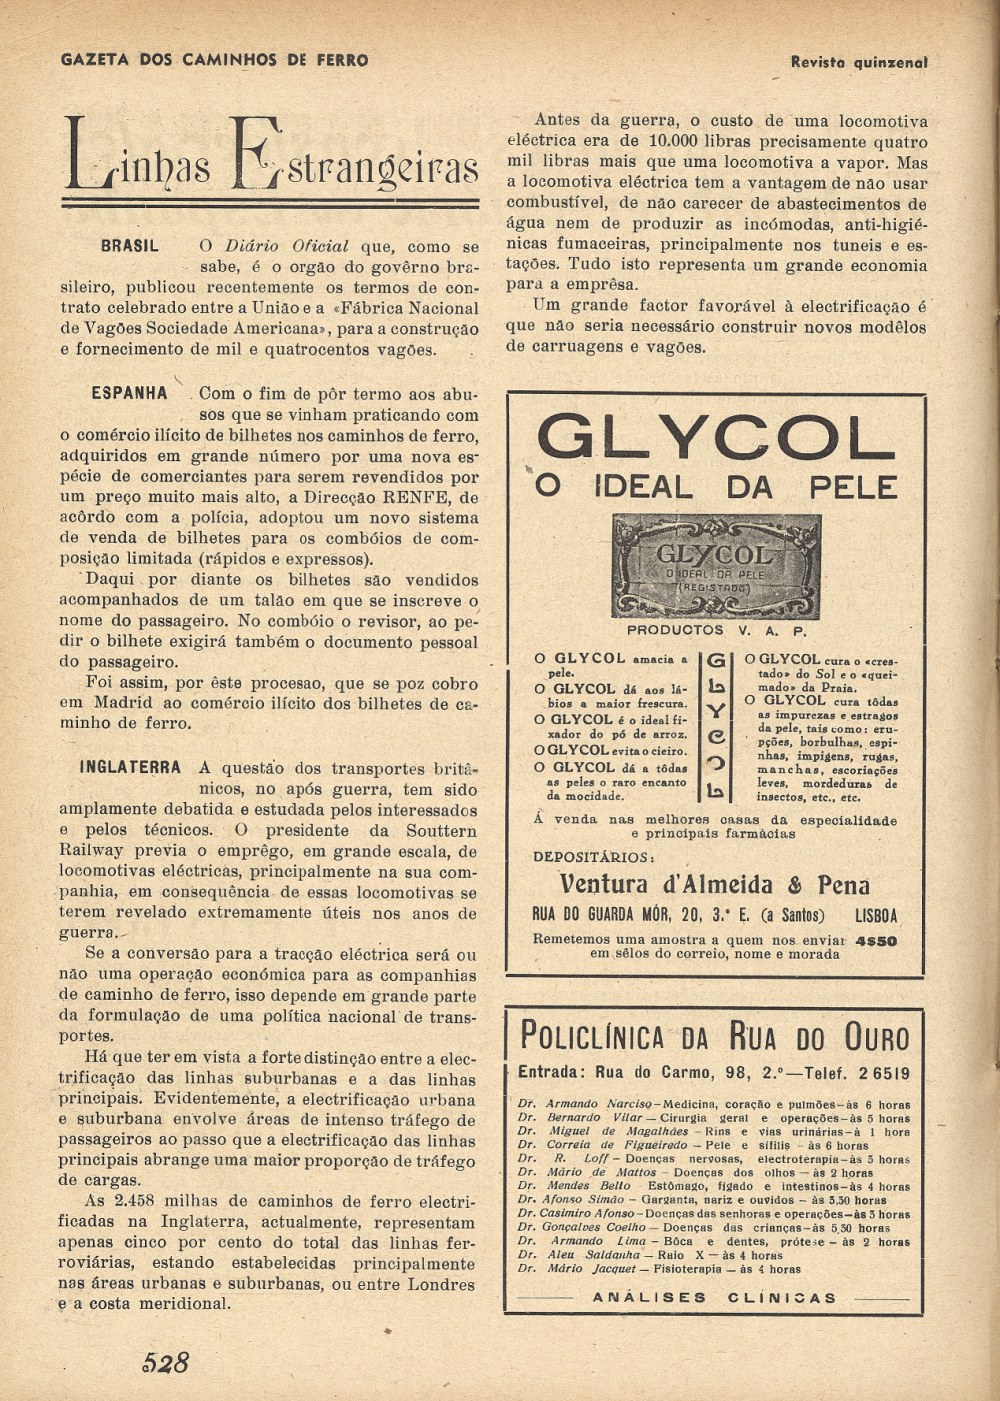 GAZETA DOS CAMINHOS DE FERRO
Revista quinzenal
Linhas Estrangeiras
BRASIL O Diário Oficial que, como se
sabe, é o orgão do govêrno bra-
sileiro, publicou recentemente os termos de con-
trato celebrado entre a União e a «Fábrica Nacional
de Vagões Sociedade Americana», para a construção
e fornecimento de mil e quatrocentos vagões.
ESPANHA Com o fim de pôr termo aos abu-
sos que se vinham praticando com
o comércio ilícito de bilhetes nos caminhos de ferro,
adquiridos em grande número por uma nova es-
pécie de comerciantes para serem revendidos por
um preço muito mais alto, a Direcção RENFE, de
acôrdo com a polícia, adoptou um novo sistema
de venda de bilhetes para os combóios de com-
posição limitada (rápidos e expressos).
Daqui por diante os bilhetes são vendidos
acompanhados de um talão em que se inscreve o
nome do passageiro. No combóio o revisor, ao pe-
dir o bilhete exigirá também o documento pessoal
do passageiro.
Foi assim, por êste procesao, que se poz cobro
em Madrid ao comércio ilícito dos bilhetes de ca-
minho de ferro.
INGLATERRA A questão dos transportes britâ-
nicos, no após guerra, tem sido
amplamente debatida e estudada pelos interessados
e pelos técnicos. O presidente da Souttern
Railway previa o emprêgo, em grande escala, de
locomotivas eléctricas, principalmente na sua com-
panhia, em consequência de essas locomotivas se
terem revelado extremamente úteis nos anos de
guerra.
Se a conversão para a tracção eléctrica será ou
não uma operação económica para as companhias
de caminho de ferro, isso depende em grande parte
da formulação de uma política nacional de trans-
portes.
Há que ter em vista a forte distinção entre a elec-
trificação das linhas suburbanas e a das linhas
principais. Evidentemente, a electrificação urbana
e suburbana envolve áreas de intenso tráfego de
passageiros ao passo que a electrificação das linhas
principais abrange uma maior proporção de tráfego
de cargas.
As 2.458 milhas de caminhos de ferro electri-
ficadas na Inglaterra, actualmente, representam
apenas cinco por cento do total das linhas fer-
roviárias, estando estabelecidas principalmente
nas áreas urbanas e suburbanas, ou entre Londres
e a costa meridional.
Antes da guerra, o custo de uma locomotiva
eléctrica era de 10.000 libras precisamente quatro
mil libras mais que uma locomotiva a vapor. Mas
a locomotiva eléctrica tem a vantagem de não usar
combustível, de não carecer de abastecimentos de
água nem de produzir as incómodas, anti-higié-
nicas fumaceiras, principalmente nos tuneis e es-
tações. Tudo isto representa um grande economia
para a emprêsa.
Um grande factor favorável à electrificação é
que não seria necessário construir novos modêlos
de carruagens e vagões.
GLYCOL
O IDEAL DA PELE
GLYCOL
O IDEAL DA PELE
(REGISTADO)
PRODUCTOS V. A. P.
O GLYCOL amacia a
pele.
O GLYCOL dá aos lá-
bios a maior frescura.
O GLYCOL é o ideal fi-
xador do pó de arroz.
O GLYCOL evita o cieiro.
O GLYCOL dá a tôdas
as peles o raro encanto
da mocidade.
GLYCOL
O GLYCOL cura o «cres-
tado» do Sol e o «quei-
mado» da Praia.
O GLYCOL cura tôdas
as impurezas e estragos
da pele, tais como: eru-
pções, borbulhas, espi-
nhas, impigens, rugas,
manchas, escoriações
leves, mordeduras de
insectos, etc., etc.
Á venda nas melhores casas da especialidade
e principais farmácias
DEPOSITÁRIOS:
Ventura d'Almeida & Pena
RUA DO GUARDA MÓR, 20, 3.º E. (a Santos) LISBOA
Remetemos uma amostra a quem nos enviar 4$50
em sêlos do correio, nome e morada
POLICLÍNICA DA RUA DO OURO
Entrada: Rua do Carmo, 98, 2.º—Telef. 2 6519
Dr. Armando Narciso—Medicina, coração e pulmões—às 6 horas
Dr. Bernardo Vilar — Cirurgia geral e operações—às 5 horas
Dr. Miguel de Magalhães — Rins e vias urinárias—à 1 hora
Dr. Correia de Figueiredo — Pele e sífilis — às 6 horas
Dr. R. Loff—Doenças nervosas, electroterapia—às 5 horas
Dr. Mário de Mattos — Doenças dos olhos — às 2 horas
Dr. Mendes Bello Estômago, fígado e intestinos—às 4 horas
Dr. Afonso Simão — Garganta, nariz e ouvidos — às 5,30 horas
Dr. Casimiro Afonso—Doenças das senhoras e operações—às 5 horas
Dr. Gonçalves Coelho — Doenças das crianças—às 5,30 horas
Dr. Armando Lima — Bôca e dentes, prótese — às 2 horas
Dr. Aleu Saldanha — Raio X — às 4 horas
Dr. Mário Jacquet — Fisioterapia — às 4 horas
ANÁLISES CLÍNICAS
528